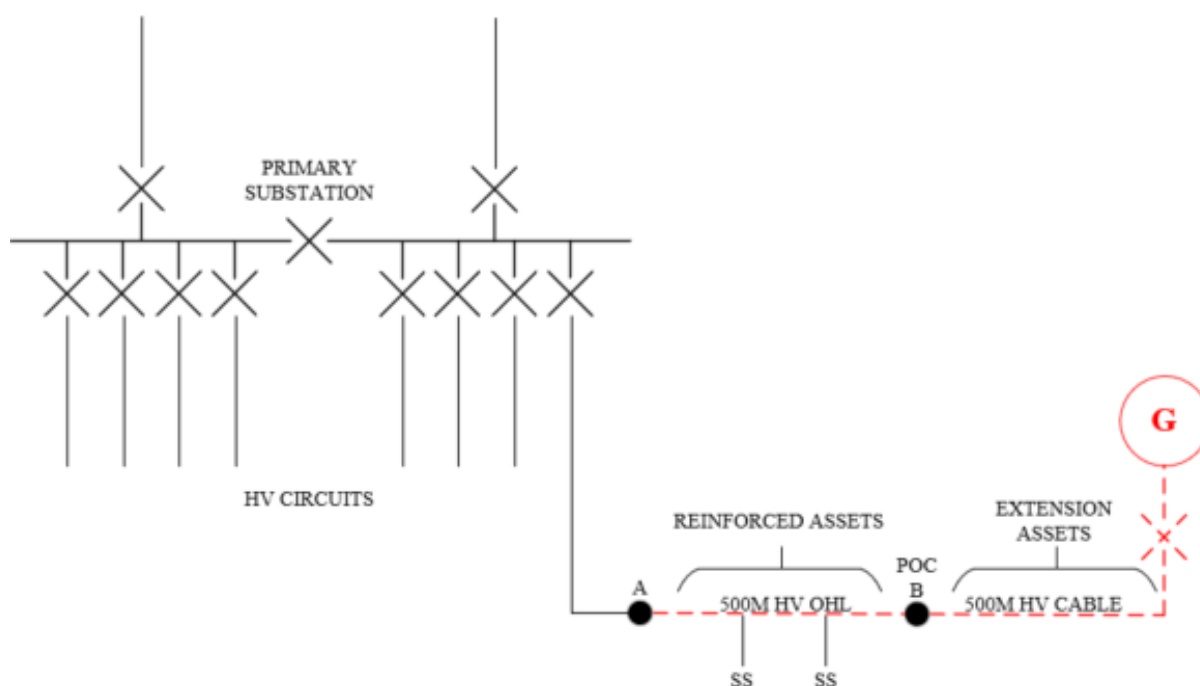 PRIMARY
SUBSTATION
HV CIRCUITS
G
REINFORCED ASSETS
EXTENSION
ASSETS
A
POC
B
500M HV OHL
500M HV CABLE
SS
SS